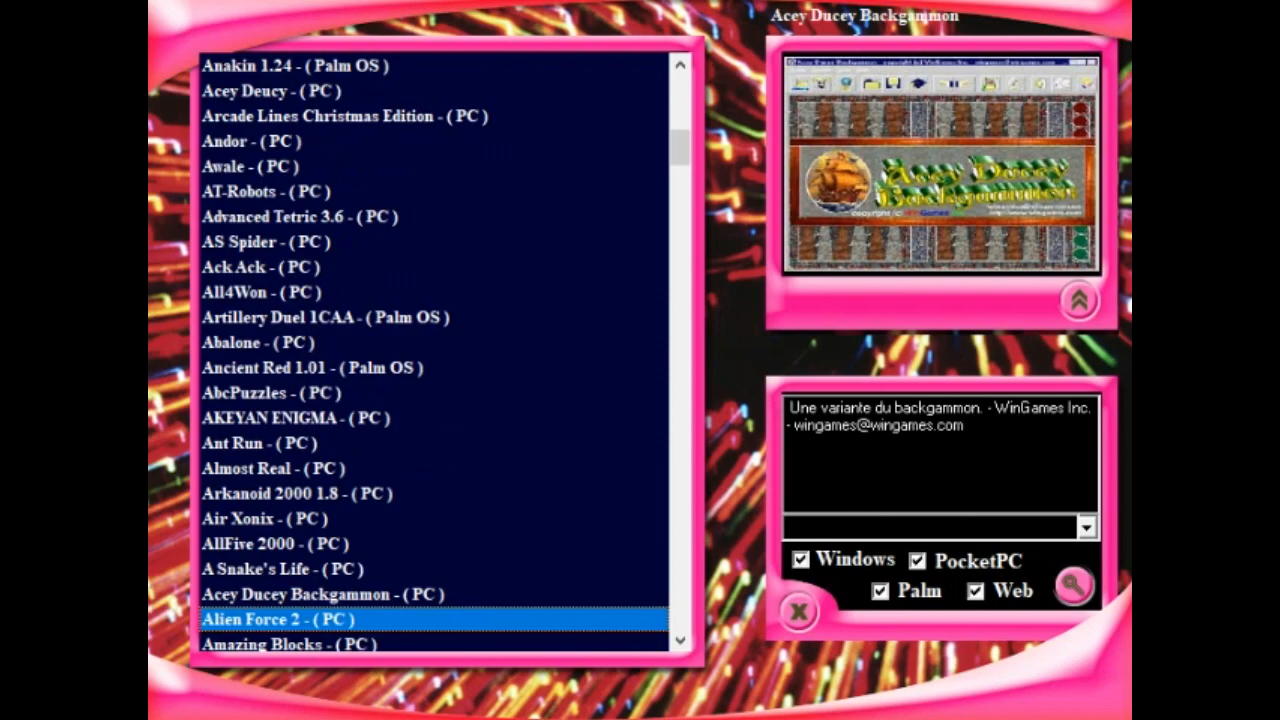 Acey Ducey Backgammon
Anakin 1.24 - ( Palm OS )
Acey Deucy - ( PC )
Arcade Lines Christmas Edition - ( PC )
Andor - ( PC )
Awale - ( PC )
AT-Robots - ( PC )
Advanced Tetric 3.6 - ( PC )
AS Spider - ( PC )
Ack Ack - ( PC )
All4Won - ( PC )
Artillery Duel 1CAA - ( Palm OS )
Abalone - ( PC )
Ancient Red 1.01 - ( Palm OS )
AbcPuzzles - ( PC )
AKEYAN ENIGMA - ( PC )
Ant Run - ( PC )
Almost Real - ( PC )
Arkanoid 2000 1.8 - ( PC )
Air Xonix - ( PC )
AllFive 2000 - ( PC )
A Snake's Life - ( PC )
Acey Ducey Backgammon - ( PC )
Alien Force 2 - ( PC )
Amazing Blocks - ( PC )
Acey Ducey
Backgammon
copyright (c) WinGames
Une variante du backgammon. - WinGames Inc.
- wingames@wingames.com
Windows
PocketPC
Palm
Web